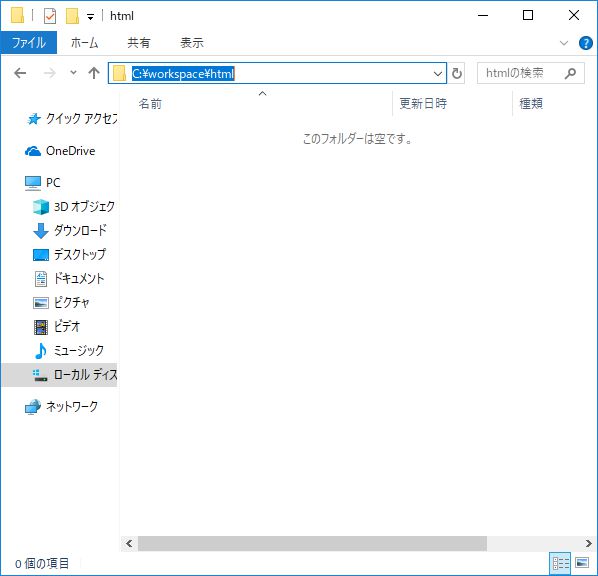 html
ファイル ホーム 共有 表示
C:¥workspace¥html htmlの検索
名前 更新日時 種類
このフォルダーは空です。
クイック アクセス
OneDrive
PC
3D オブジェク
ダウンロード
デスクトップ
ドキュメント
ピクチャ
ビデオ
ミュージック
ローカル ディス
ネットワーク
0 個の項目